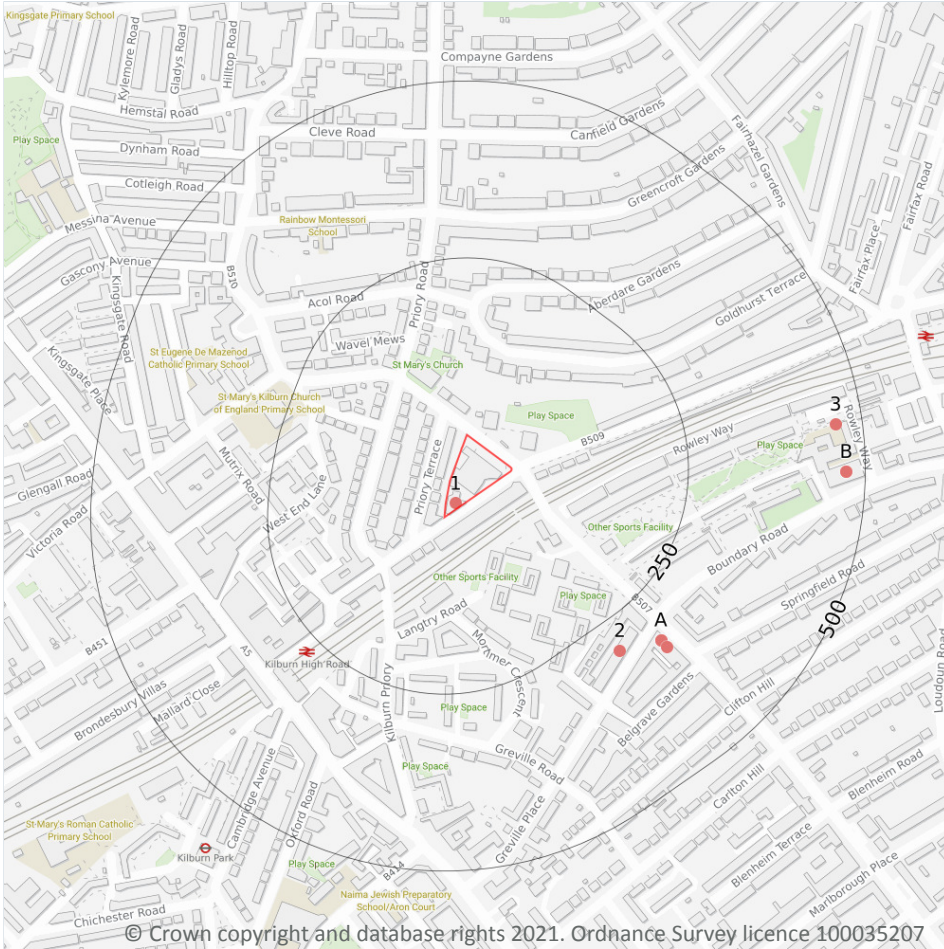 Kingsgate Primary School
Kylemore Road
Gladys Road
Hilltop Road
Compayne Gardens
Hemstal Road
Cleve Road
Canfield Gardens
Fairhazel Gardens
Play Space
Dynham Road
Cotleigh Road
Greencroft Gardens
Fairfax Road
Messina Avenue
Rainbow Montessori
School
Gascony Avenue
B510
Priory Road
Fairfax Place
Kingsgate Road
Acol Road
Aberdare Gardens
Goldhurst Terrace
Wavel Mews
St Eugene De Mazenod
Catholic Primary School
St Mary's Church
Kingsgate Place
St Mary's Kilburn Church
of England Primary School
Play Space
3
Rowley Way
B509
Rowley Way
Play Space
B
Priory Terrace
1
Mutrix Road
Glengall Road
West End Lane
Victoria Road
Other Sports Facility
Boundary Road
250
Other Sports Facility
Springfield Road
Play Space
B507
500
Langtry Road
A
2
Mortimer Crescent
B451
A5
Kilburn High Road
Loudoun Road
Kilburn Priory
Belgrave Gardens
Clifton Hill
Brondesbury Villas
Mallard Close
Play Space
Greville Road
Play Space
Cambridge Avenue
Oxford Road
Carlton Hill
Blenheim Road
St Mary's Roman Catholic
Primary School
Greville Place
Kilburn Park
Play Space
B414
Blenheim Terrace
Marlborough Place
Naima Jewish Preparatory
School/Aron Court
Chichester Road
© Crown copyright and database rights 2021. Ordnance Survey licence 100035207